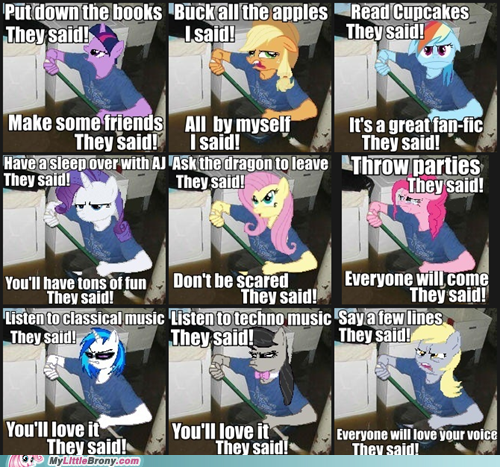 Put down the books
They said!
Make some friends
They said!
Buck all the apples
I said!
All by myself
I said!
Read Cupcakes
They said!
It's a great fan-fic
They said!
Have a sleep over with AJ
They said!
You'll have tons of fun
They said!
Ask the dragon to leave
They said!
Don't be scared
They said!
Throw parties
They said!
Everyone will come
They said!
Listen to classical music
They said!
You'll love it
They said!
Listen to techno music
They said!
You'll love it
They said!
Say a few lines
They said!
Everyone will love your voice
They said!
MyLittleBrony.com